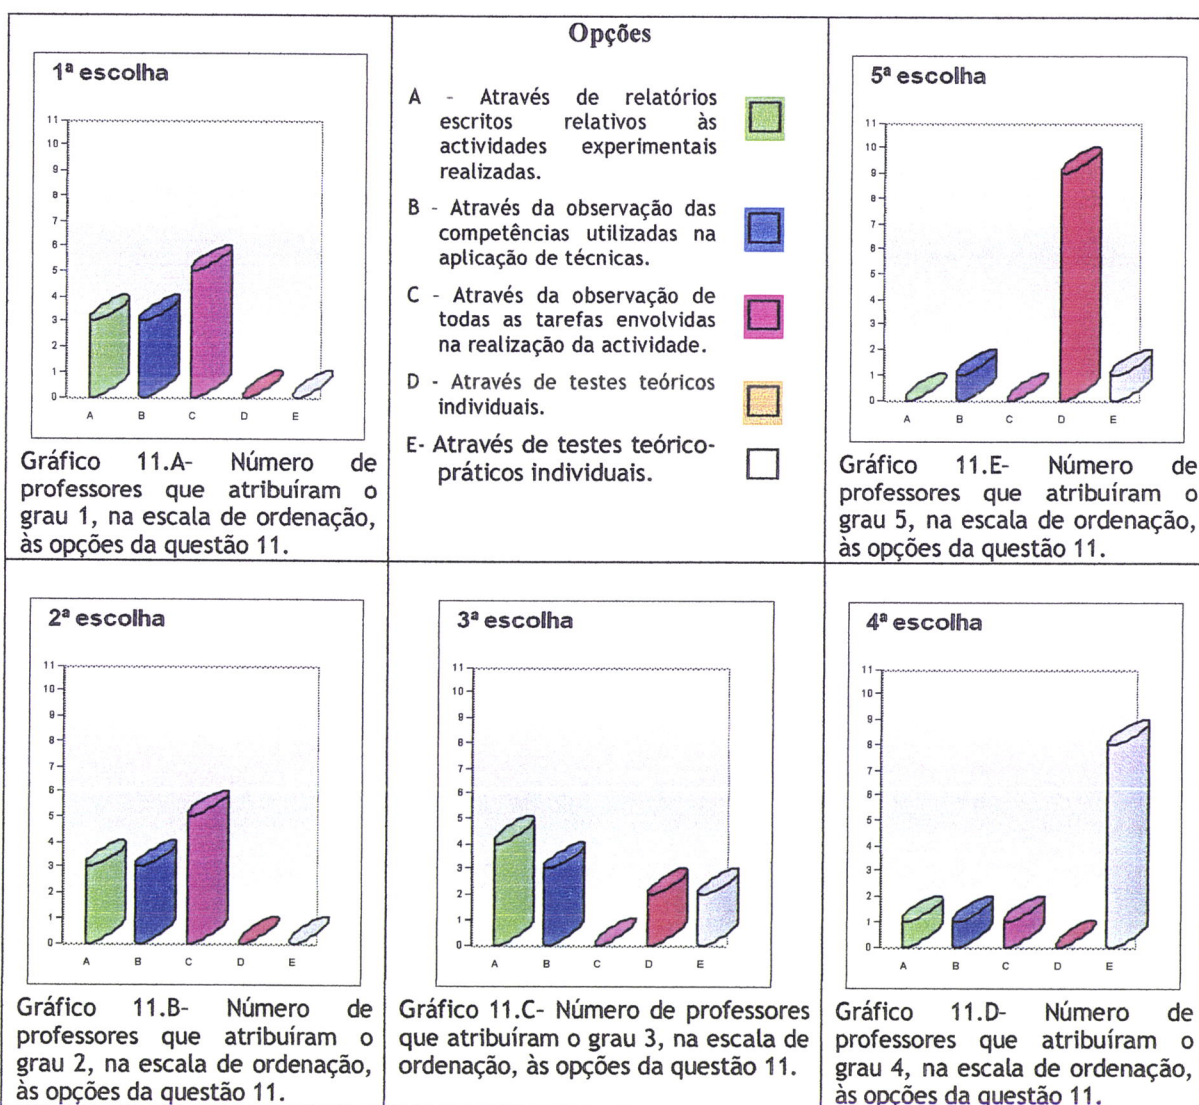 1ª escolha
11
10
9
8
7
6
5
4
3
2
1
0
A B C D E
Gráfico 11.A- Número de
professores que atribuíram o
grau 1, na escala de ordenação,
às opções da questão 11.
Opções
A - Através de relatórios
escritos relativos às
actividades experimentais
realizadas.
B - Através da observação das
competências utilizadas na
aplicação de técnicas.
C - Através da observação de
todas as tarefas envolvidas
na realização da actividade.
D - Através de testes teóricos
individuais.
E- Através de testes teórico-
práticos individuais.
5ª escolha
11
10
9
8
7
6
5
4
3
2
1
0
A B C D E
Gráfico 11.E- Número de
professores que atribuíram o
grau 5, na escala de ordenação,
às opções da questão 11.
2ª escolha
11
10
9
8
7
6
5
4
3
2
1
0
A B C D E
Gráfico 11.B- Número de
professores que atribuíram o
grau 2, na escala de ordenação,
às opções da questão 11.
3ª escolha
11
10
9
8
7
6
5
4
3
2
1
0
A B C D E
Gráfico 11.C- Número de professores
que atribuíram o grau 3, na escala de
ordenação, às opções da questão 11.
4ª escolha
11
10
9
8
7
6
5
4
3
2
1
0
A B C D E
Gráfico 11.D- Número de
professores que atribuíram o
grau 4, na escala de ordenação,
às opções da questão 11.